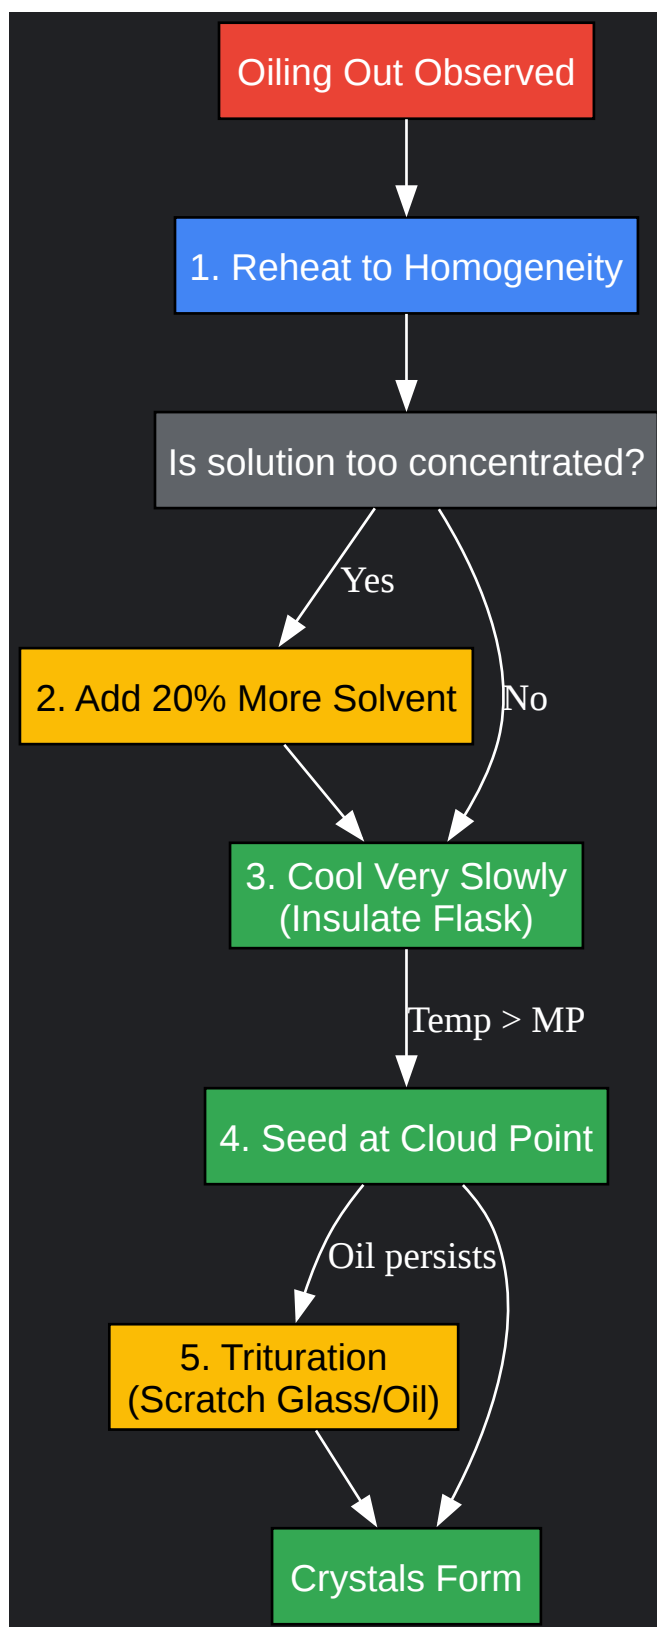 Oiling Out Observed
1. Reheat to Homogeneity
Is solution too concentrated?
Yes
2. Add 20% More Solvent
No
3. Cool Very Slowly
(Insulate Flask)
Temp > MP
4. Seed at Cloud Point
Oil persists
5. Trituration
(Scratch Glass/Oil)
Crystals Form